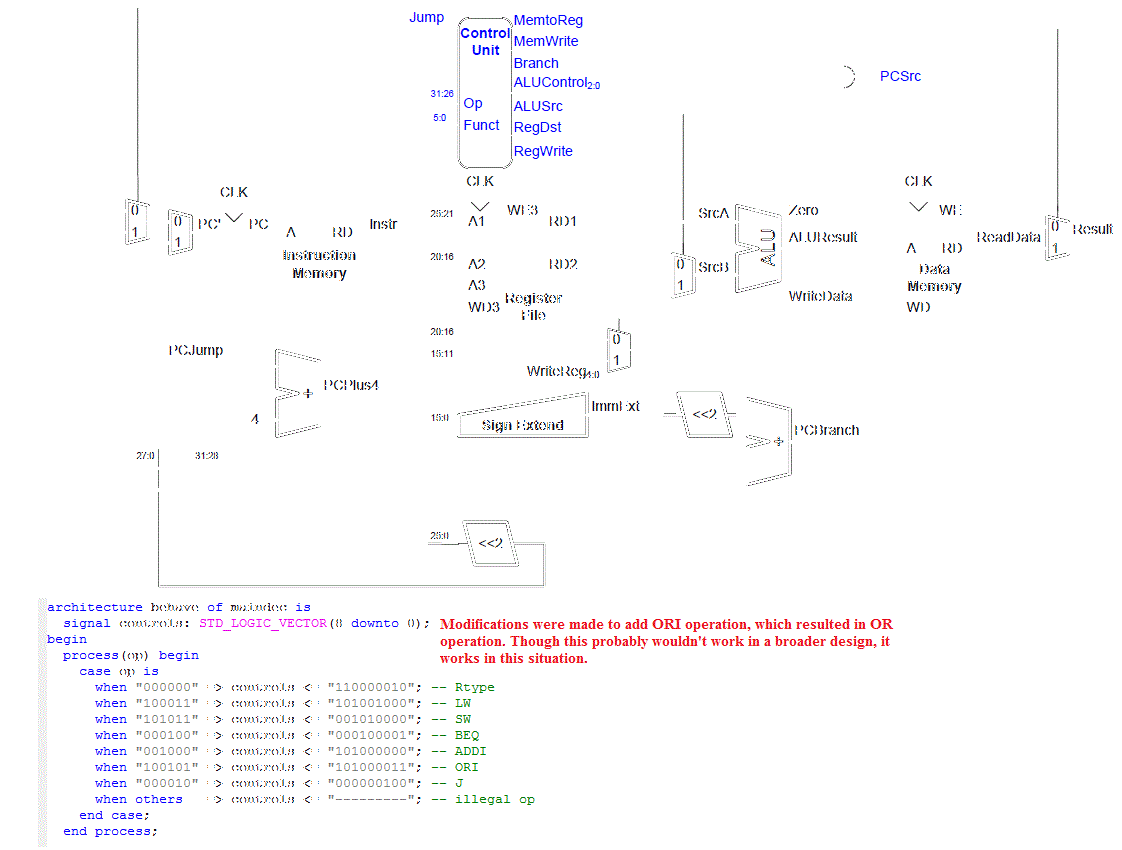 Jump
Control
Unit
MemtoReg
MemWrite
Branch
ALUControl2:0
31:26
Op
ALUSrc
5:0
Funct
RegDst
RegWrite
PCSrc
CLK
CLK
CLK
0
1
0
1
PC'
PC
A
RD
Instr
Instruction
Memory
25:21
A1
WE3
RD1
20:16
A2
RD2
A3
WD3
Register
File
SrcA
Zero
ALU
ALUResult
0
1
SrcB
WriteData
WE
A
RD
Data
Memory
WD
ReadData
0
1
Result
20:16
15:11
0
1
WriteReg4:0
PCJump
+
PCPlus4
4
15:0
Sign Extend
ImmExt
<<2
+
PCBranch
27:0
31:28
25:0
<<2
architecture behave of maindec is
signal controls: STD_LOGIC_VECTOR(8 downto 0);
begin
process(op) begin
case op is
when "000000" => controls <= "110000010"; -- Rtype
when "100011" => controls <= "101001000"; -- LW
when "101011" => controls <= "001010000"; -- SW
when "000100" => controls <= "000100001"; -- BEQ
when "001000" => controls <= "101000000"; -- ADDI
when "100101" => controls <= "101000011"; -- ORI
when "000010" => controls <= "000000100"; -- J
when others => controls <= "---------"; -- illegal op
end case;
end process;
Modifications were made to add ORI operation, which resulted in OR
operation. Though this probably wouldn't work in a broader design, it
works in this situation.